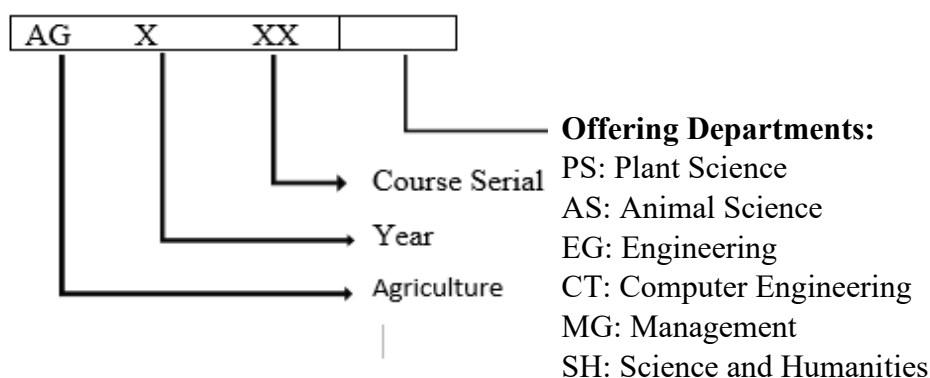 AG X XX
Offering Departments:
PS: Plant Science
Course Serial
AS: Animal Science
Year
EG: Engineering
Agriculture
CT: Computer Engineering
MG: Management
SH: Science and Humanities